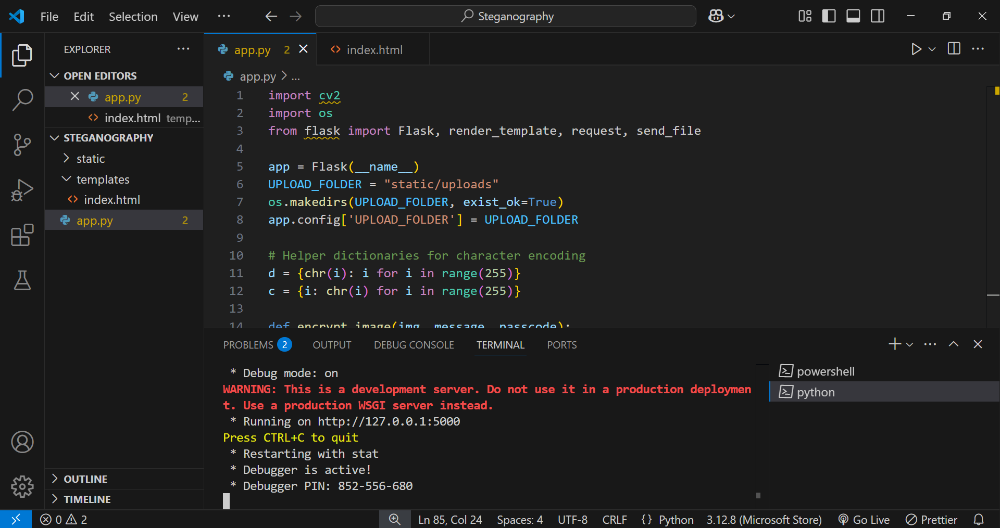 File Edit Selection View ... Steganography
EXPLORER ...
OPEN EDITORS
app.py 2
index.html temp...
STEGANOGRAPHY
static
templates
index.html
app.py 2
OUTLINE
TIMELINE
app.py 2 index.html
app.py > ...
1 import cv2
2 import os
3 from flask import Flask, render_template, request, send_file
4
5 app = Flask(__name__)
6 UPLOAD_FOLDER = "static/uploads"
7 os.makedirs(UPLOAD_FOLDER, exist_ok=True)
8 app.config['UPLOAD_FOLDER'] = UPLOAD_FOLDER
9
10 # Helper dictionaries for character encoding
11 d = {chr(i): i for i in range(255)}
12 c = {i: chr(i) for i in range(255)}
13
14 def encrypt_image(img, message, passcode):
PROBLEMS 2 OUTPUT DEBUG CONSOLE TERMINAL PORTS
* Debug mode: on
WARNING: This is a development server. Do not use it in a production deploymen
t. Use a production WSGI server instead.
* Running on http://127.0.0.1:5000
Press CTRL+C to quit
* Restarting with stat
* Debugger is active!
* Debugger PIN: 852-556-680
powershell
python
0 2 Ln 85, Col 24 Spaces: 4 UTF-8 CRLF {} Python 3.12.8 (Microsoft Store) Go Live Prettier